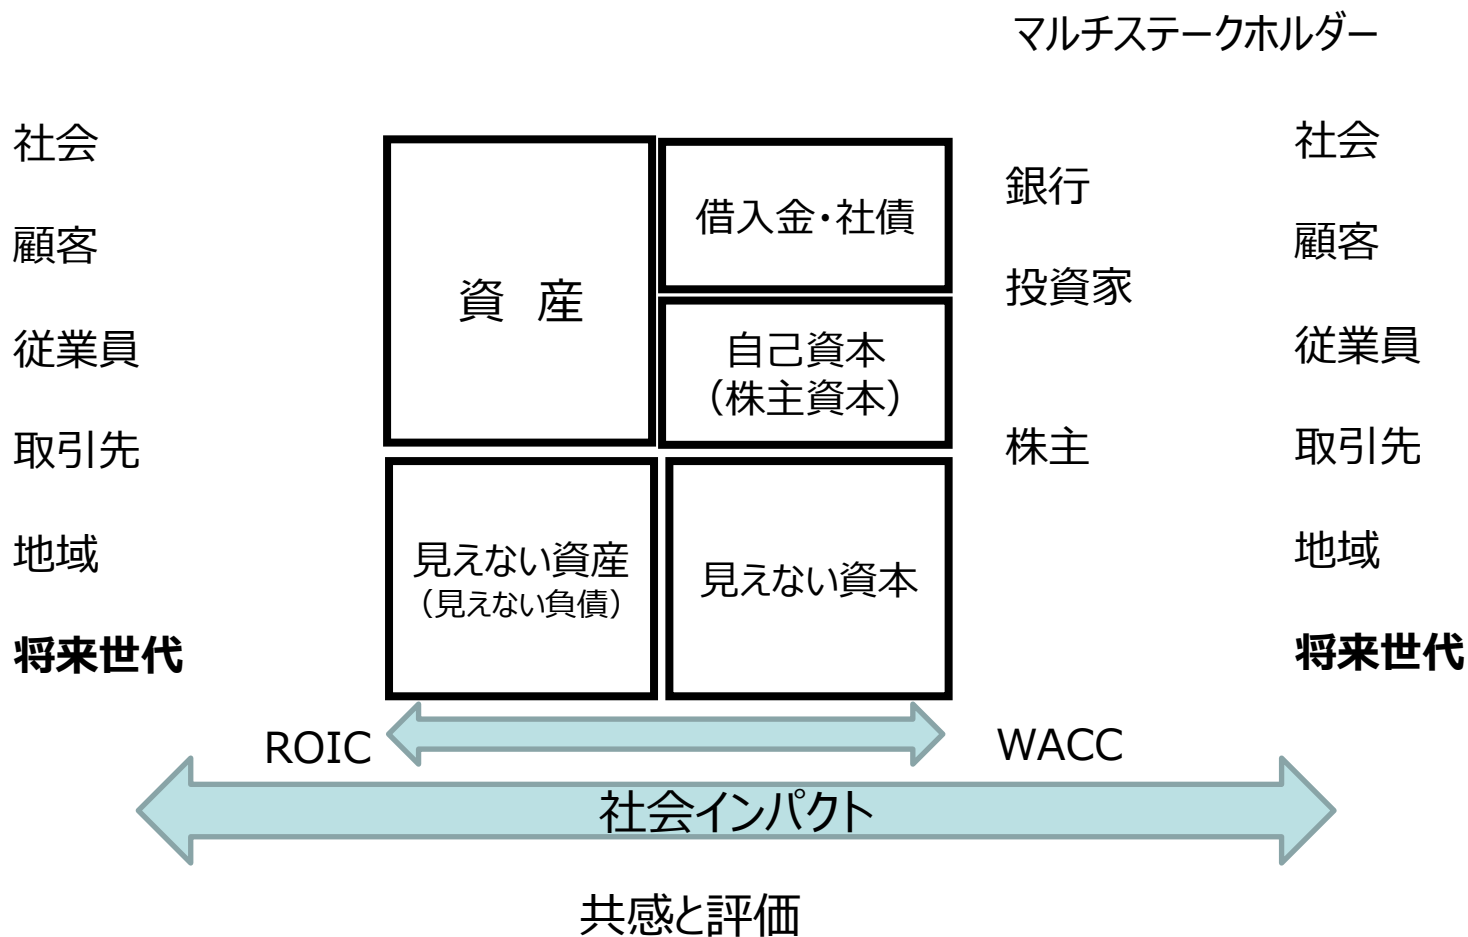 マルチステークホルダー
社会
顧客
従業員
取引先
地域
将来世代
資　産
借入金・社債
自己資本
（株主資本）
見えない資産
（見えない負債）
見えない資本
銀行
投資家
株主
社会
顧客
従業員
取引先
地域
将来世代
ROIC
WACC
社会インパクト
共感と評価